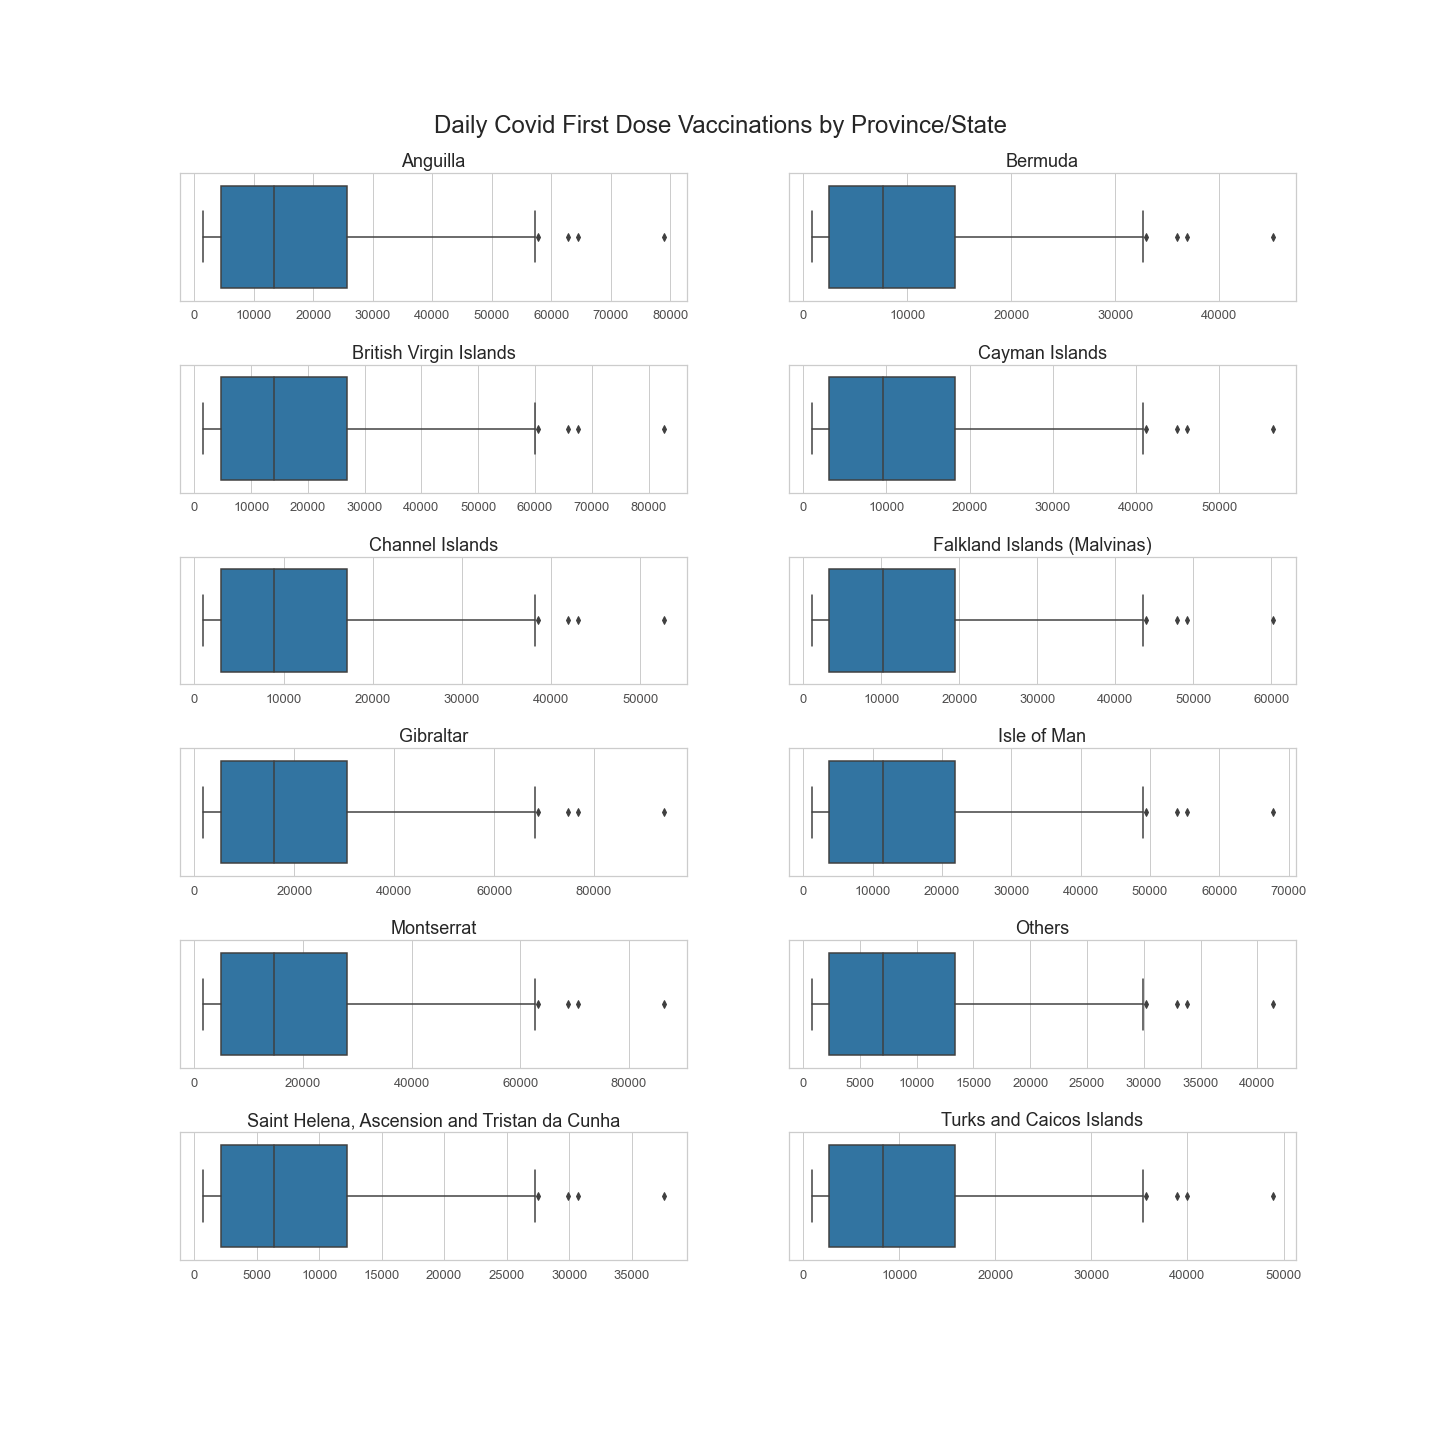 Daily Covid First Dose Vaccinations by Province/State
Anguilla
0 10000 20000 30000 40000 50000 60000 70000 80000
Bermuda
0 10000 20000 30000 40000
British Virgin Islands
0 10000 20000 30000 40000 50000 60000 70000 80000
Cayman Islands
0 10000 20000 30000 40000 50000
Channel Islands
0 10000 20000 30000 40000 50000
Falkland Islands (Malvinas)
0 10000 20000 30000 40000 50000 60000
Gibraltar
0 20000 40000 60000 80000
Isle of Man
0 10000 20000 30000 40000 50000 60000 70000
Montserrat
0 20000 40000 60000 80000
Others
0 5000 10000 15000 20000 25000 30000 35000 40000
Saint Helena, Ascension and Tristan da Cunha
0 5000 10000 15000 20000 25000 30000 35000
Turks and Caicos Islands
0 10000 20000 30000 40000 50000